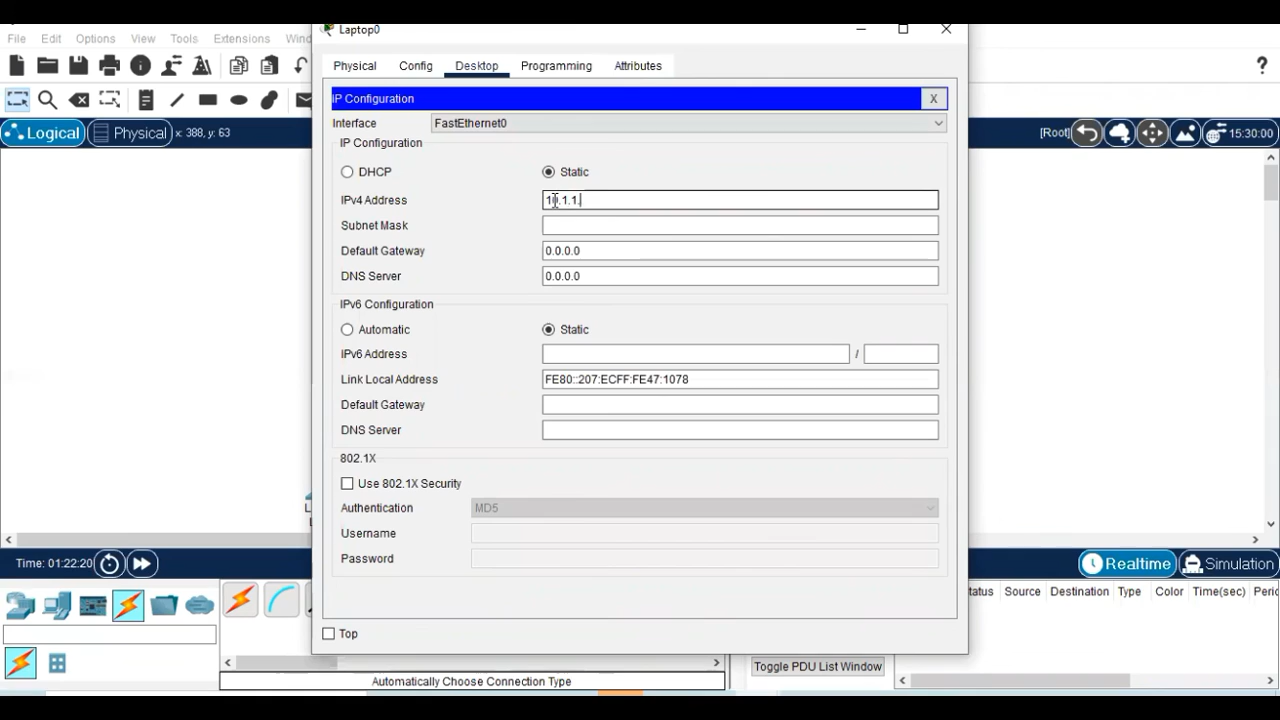 Laptop0
File Edit Options View Tools Extensions
Physical Config Desktop Programming Attributes
IP Configuration X
Interface FastEthernet0
Logical Physical x: 388, y: 63 [Root] 15:30:00
IP Configuration
DHCP Static
IPv4 Address 10.1.1.
Subnet Mask
Default Gateway 0.0.0.0
DNS Server 0.0.0.0
IPv6 Configuration
Automatic Static
IPv6 Address /
Link Local Address FE80::207:ECFF:FE47:1078
Default Gateway
DNS Server
802.1X
Use 802.1X Security
Authentication MD5
Username
Password
Time: 01:22:20 Realtime Simulation
Source Destination Type Color Time(sec)
Top
Toggle PDU List Window
Automatically Choose Connection Type